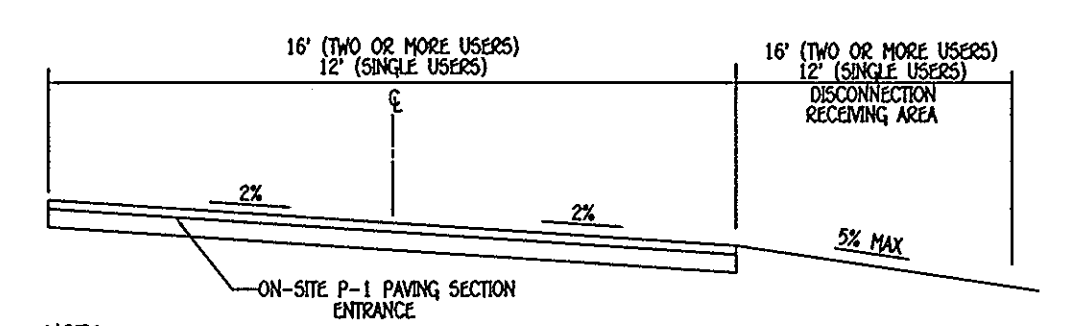 16' (TWO OR MORE USERS)
12' (SINGLE USERS)
16' (TWO OR MORE USERS)
12' (SINGLE USERS)
DISCONNECTION
RECEIVING AREA
℄
2%
2%
5% MAX
ON-SITE P-1 PAVING SECTION
ENTRANCE